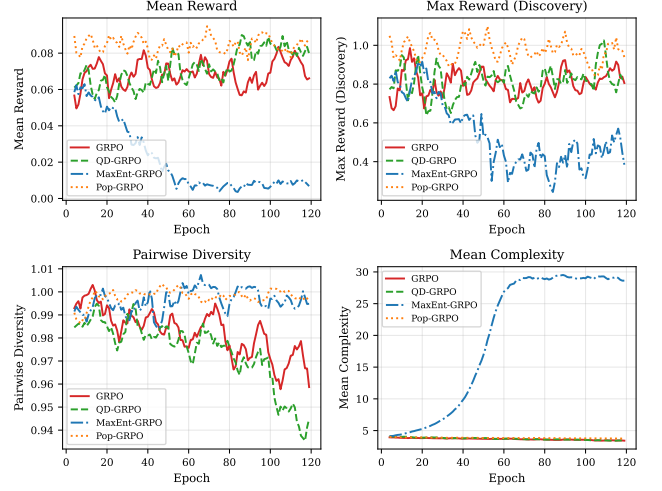 Mean Reward
Mean Reward
0.08
0.06
0.04
0.02
0.00
GRPO
QD-GRPO
MaxEnt-GRPO
Pop-GRPO
0 20 40 60 80 100 120
Epoch
Max Reward (Discovery)
Max Reward (Discovery)
1.0
0.8
0.6
0.4
GRPO
QD-GRPO
MaxEnt-GRPO
Pop-GRPO
0 20 40 60 80 100 120
Epoch
Pairwise Diversity
Pairwise Diversity
1.01
1.00
0.99
0.98
0.97
0.96
0.95
0.94
GRPO
QD-GRPO
MaxEnt-GRPO
Pop-GRPO
0 20 40 60 80 100 120
Epoch
Mean Complexity
Mean Complexity
30
25
20
15
10
5
GRPO
QD-GRPO
MaxEnt-GRPO
Pop-GRPO
0 20 40 60 80 100 120
Epoch